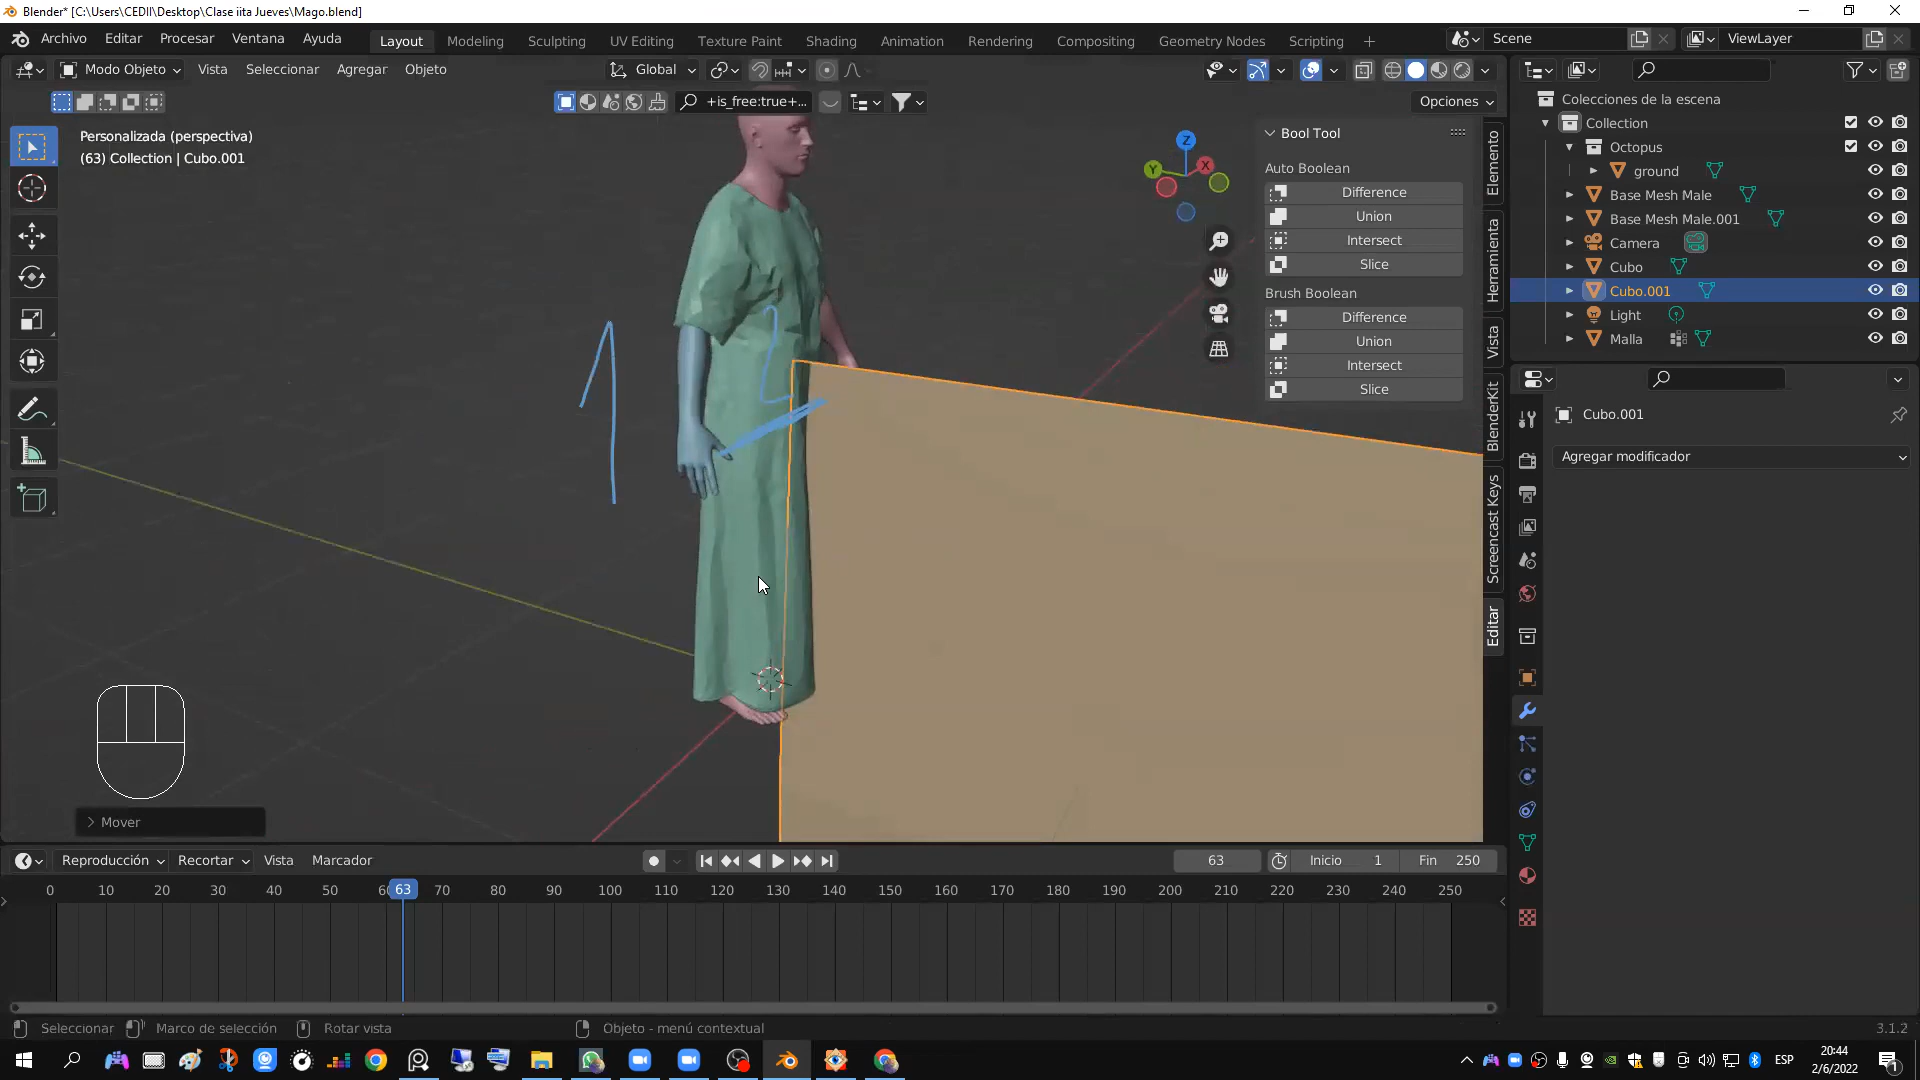 Blender* [C:\Users\CEDII\Desktop\Clase iita Jueves\Mago.blend]
Archivo Editar Procesar Ventana Ayuda Layout Modeling Sculpting UV Editing Texture Paint Shading Animation Rendering Compositing Geometry Nodes Scripting + Scene ViewLayer
Modo Objeto Vista Seleccionar Agregar Objeto Global
+is_free:true+... Opciones
Personalizada (perspectiva)
(63) Collection | Cubo.001
Z
Y
X
Bool Tool
Auto Boolean
Difference
Union
Intersect
Slice
Brush Boolean
Difference
Union
Intersect
Slice
Elemento
Herramienta
Vista
BlenderKit
Screencast Keys
Editar
Colecciones de la escena
Collection
Octopus
ground
Base Mesh Male
Base Mesh Male.001
Camera
Cubo
Cubo.001
Light
Malla
Cubo.001
Agregar modificador
1
2
Mover
Reproducción Recortar Vista Marcador 63 Inicio 1 Fin 250
0 10 20 30 40 50 60 63 70 80 90 100 110 120 130 140 150 160 170 180 190 200 210 220 230 240 250
Seleccionar Marco de selección Rotar vista Objeto - menú contextual 3.1.2
ESP
20:44
2/6/2022
1